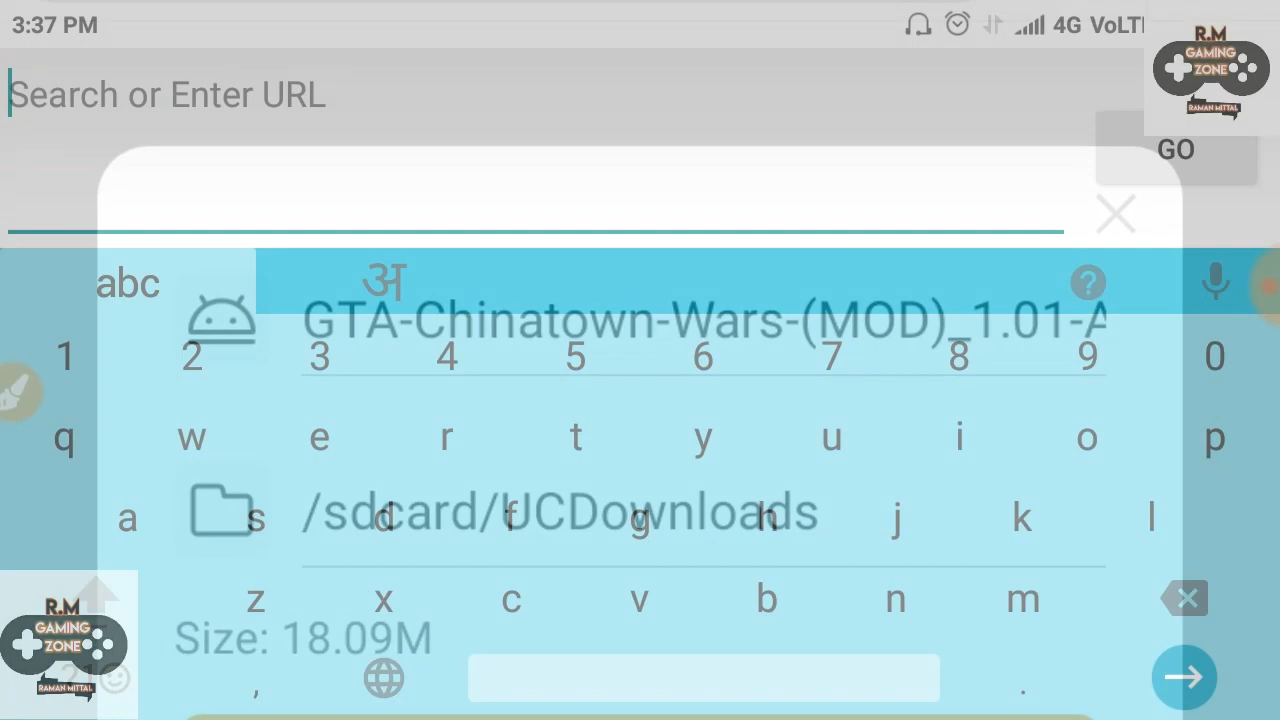 3:37 PM
4G VoLT
R.M
GAMING
ZONE
RAMAN MITTAL
Search or Enter URL
GO
abc
अ
?
GTA-Chinatown-Wars-(MOD)_1.01-A
1 2 3 4 5 6 7 8 9 0
q w e r t y u i o p
/sdcard/UCDownloads
a s d f g h j k l
z x c v b n m
R.M
GAMING
ZONE
RAMAN MITTAL
Size: 18.09M
, .